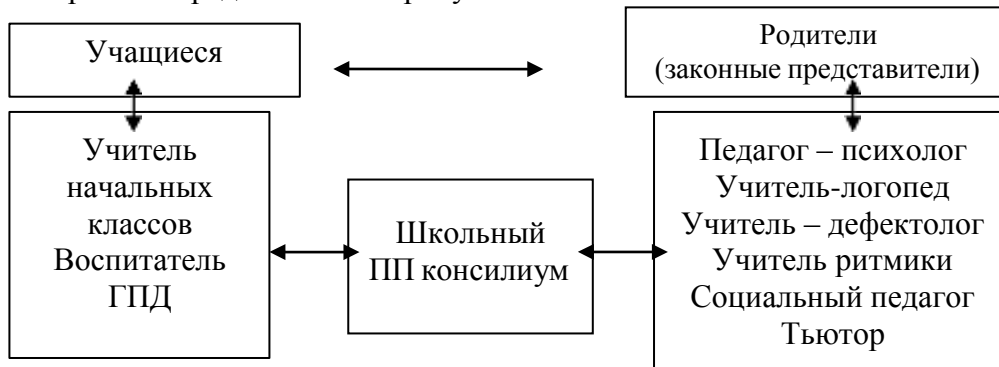 Учащиеся
Родители
(законные представители)
Учитель
начальных
классов
Воспитатель
ГПД
Школьный
ПП консилиум
Педагог – психолог
Учитель-логопед
Учитель – дефектолог
Учитель ритмики
Социальный педагог
Тьютор